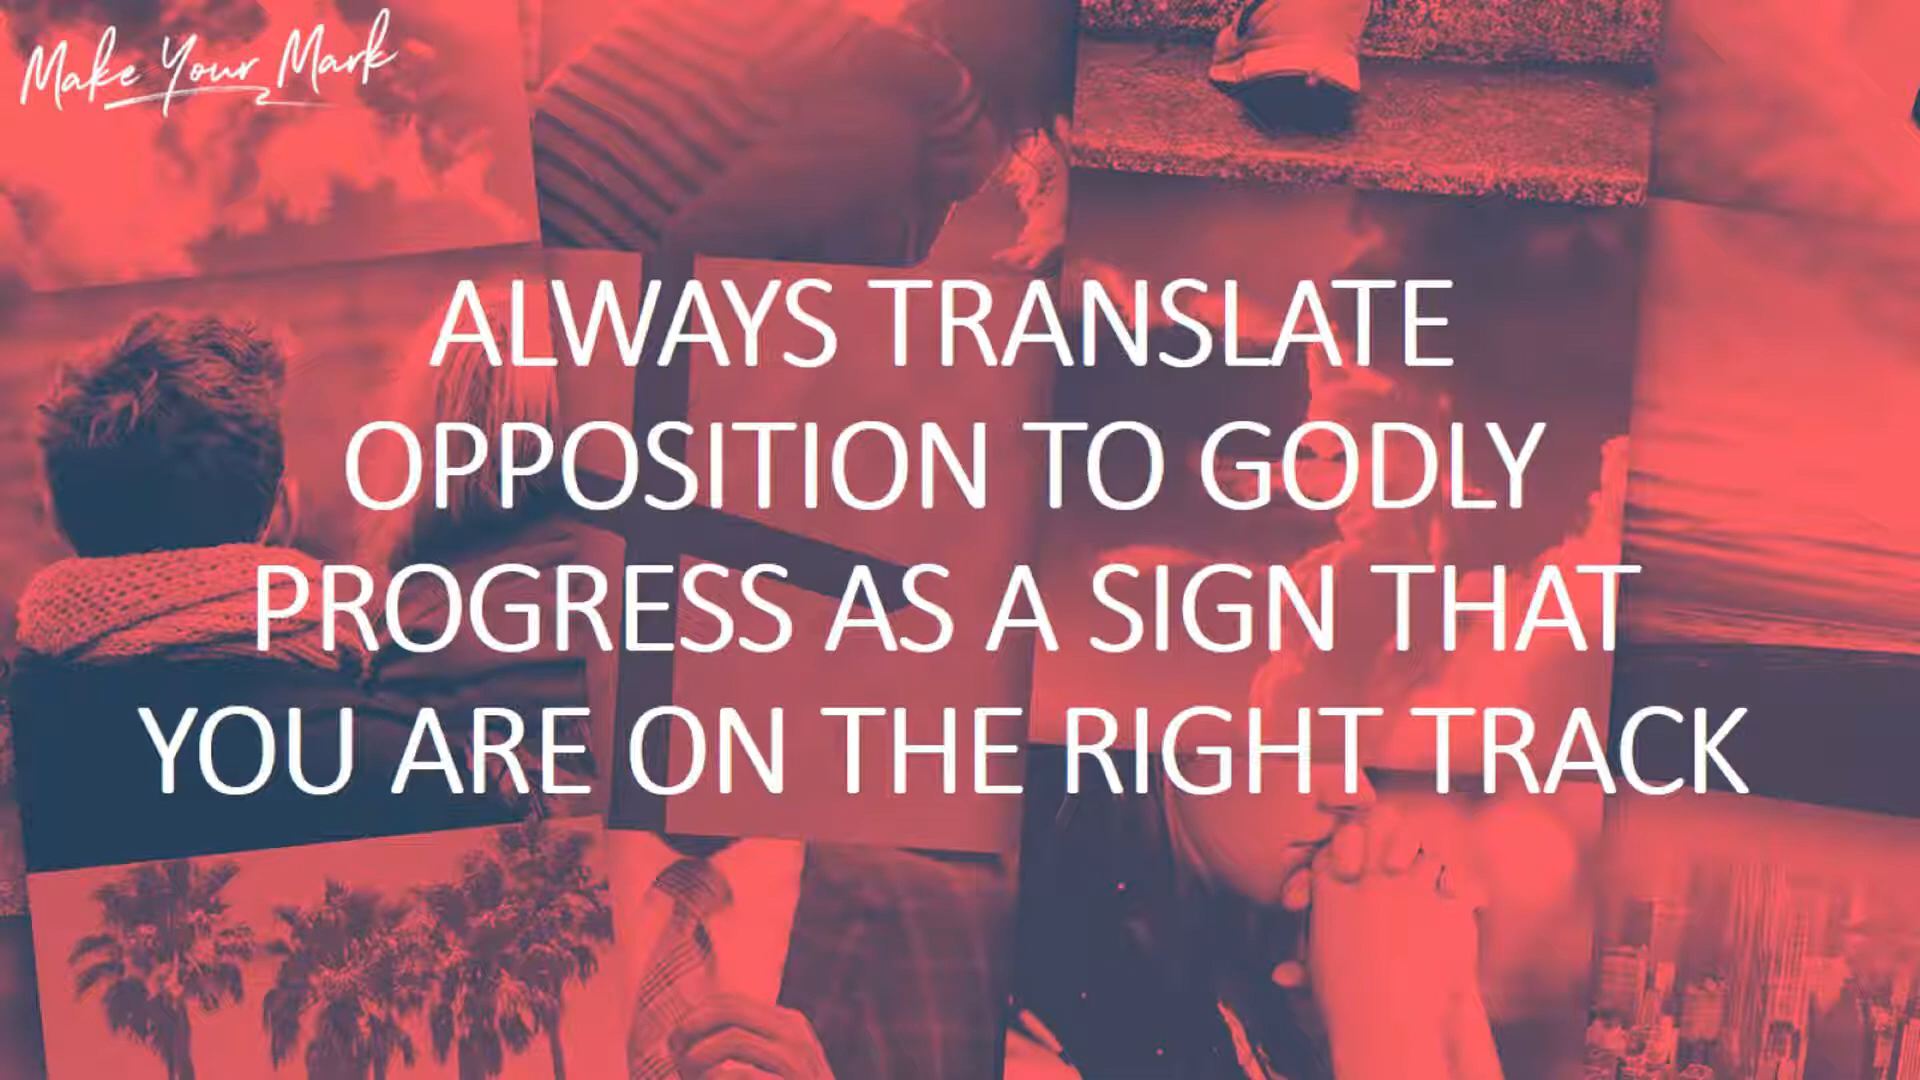 Make Your Mark
ALWAYS TRANSLATE
OPPOSITION TO GODLY
PROGRESS AS A SIGN THAT
YOU ARE ON THE RIGHT TRACK